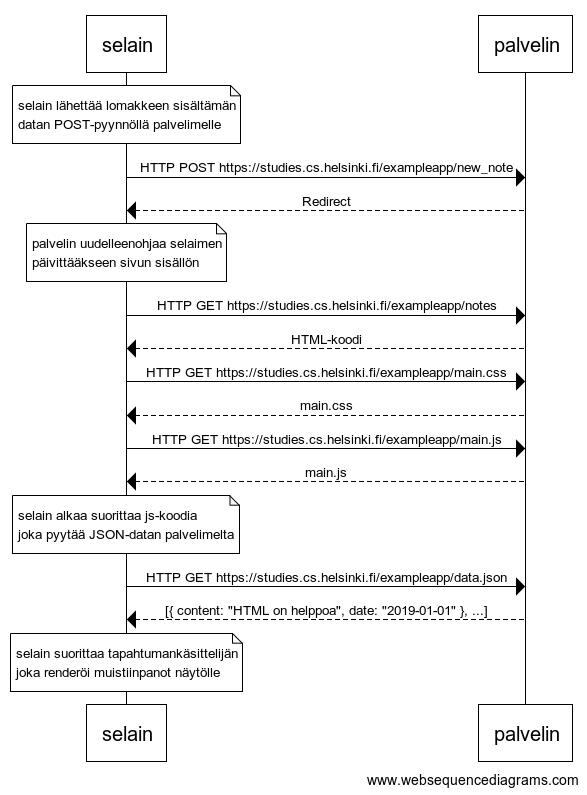 selain palvelin
selain lähettää lomakkeen sisältämän
datan POST-pyynnöllä palvelimelle
HTTP POST https://studies.cs.helsinki.fi/exampleapp/new_note
Redirect
palvelin uudelleenohjaa selaimen
päivittääkseen sivun sisällön
HTTP GET https://studies.cs.helsinki.fi/exampleapp/notes
HTML-koodi
HTTP GET https://studies.cs.helsinki.fi/exampleapp/main.css
main.css
HTTP GET https://studies.cs.helsinki.fi/exampleapp/main.js
main.js
selain alkaa suorittaa js-koodia
joka pyytää JSON-datan palvelimelta
HTTP GET https://studies.cs.helsinki.fi/exampleapp/data.json
[{ content: "HTML on helppoa", date: "2019-01-01" }, ...]
selain suorittaa tapahtumankäsittelijän
joka renderöi muistiinpanot näytölle
selain palvelin
www.websequencediagrams.com